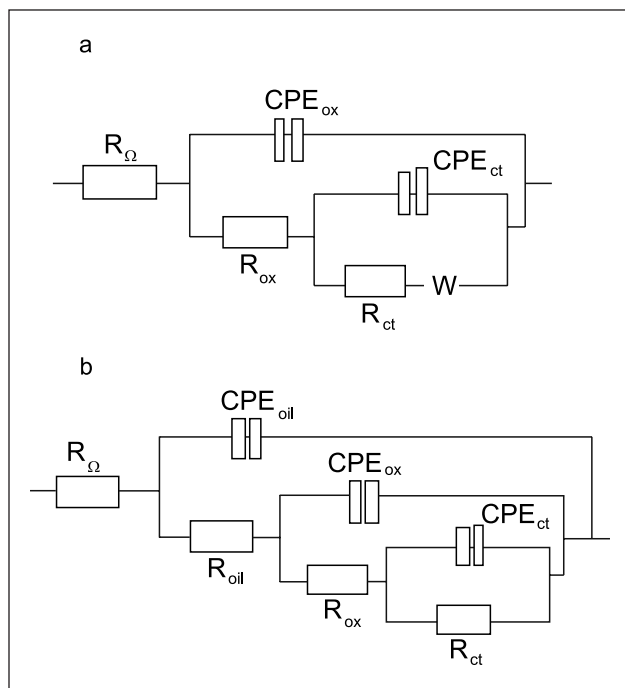 a
CPE_ox
R_Ω
CPE_ct
R_ox
W
R_ct
b
CPE_oil
R_Ω
CPE_ox
CPE_ct
R_oil
R_ox
R_ct